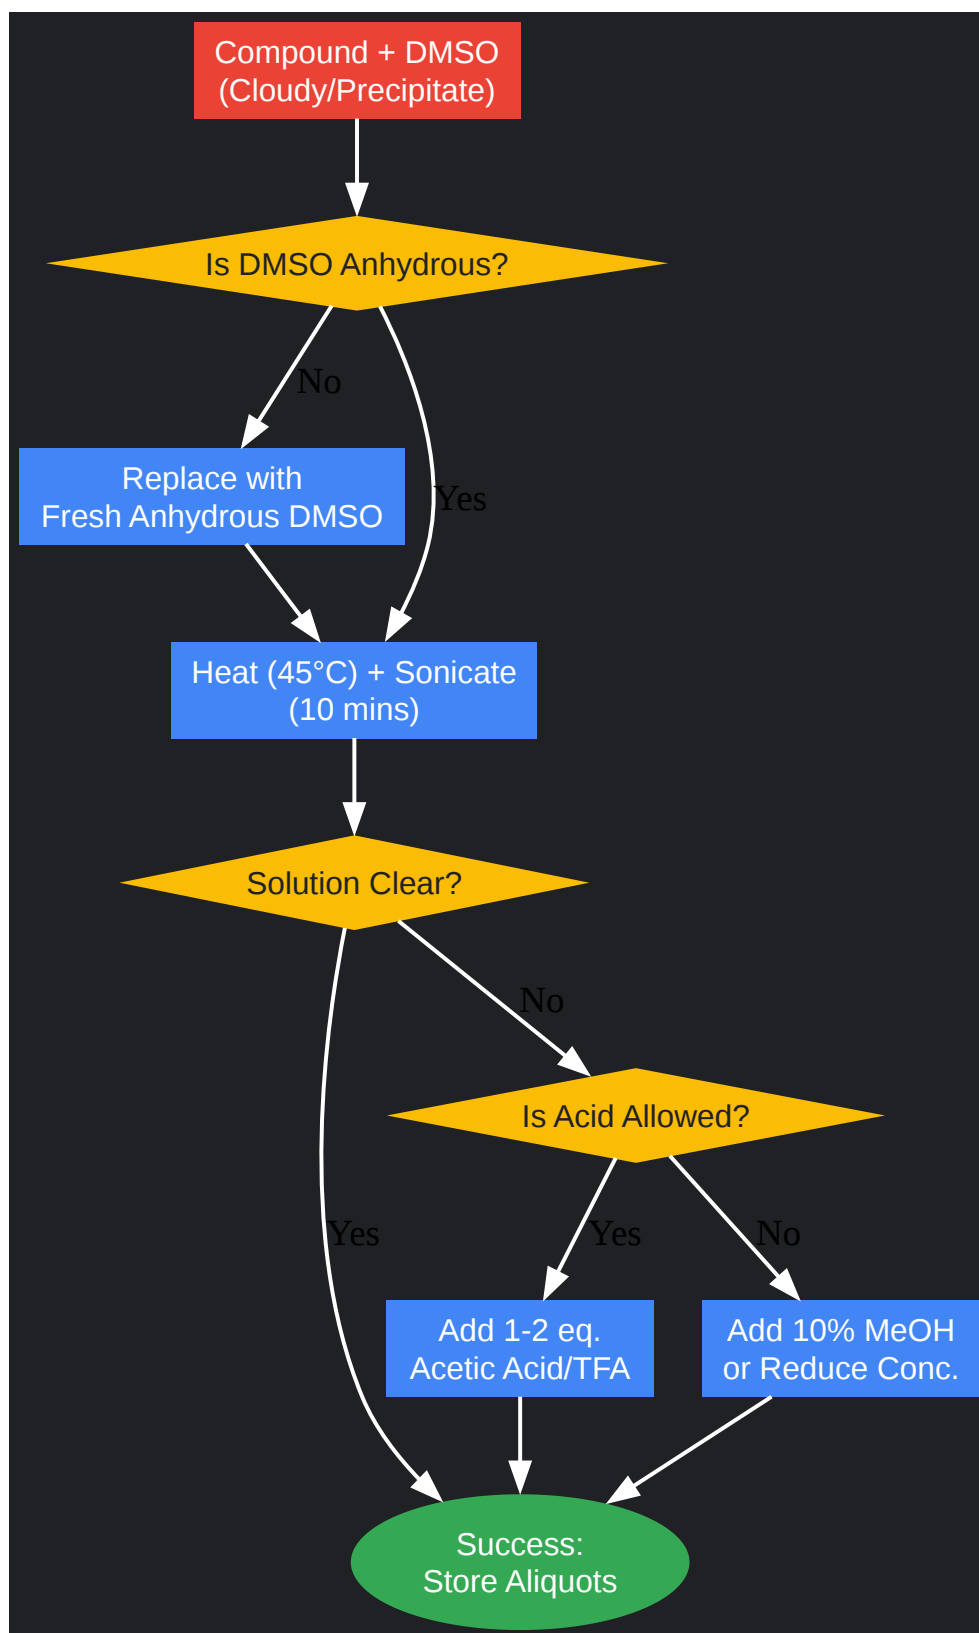 Compound + DMSO
(Cloudy/Precipitate)
Is DMSO Anhydrous?
No
Replace with
Fresh Anhydrous DMSO
Yes
Heat (45°C) + Sonicate
(10 mins)
Solution Clear?
No
Is Acid Allowed?
Yes
Yes
No
Add 1-2 eq.
Acetic Acid/TFA
Add 10% MeOH
or Reduce Conc.
Success:
Store Aliquots